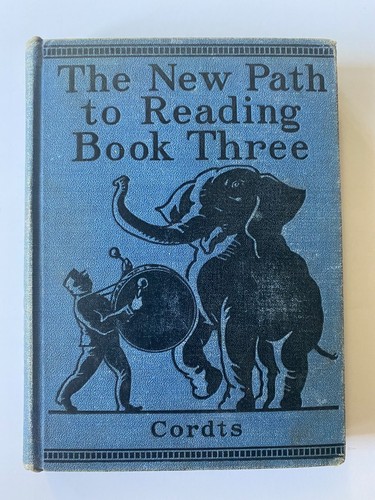 The New Path
to Reading
Book Three
Cordts